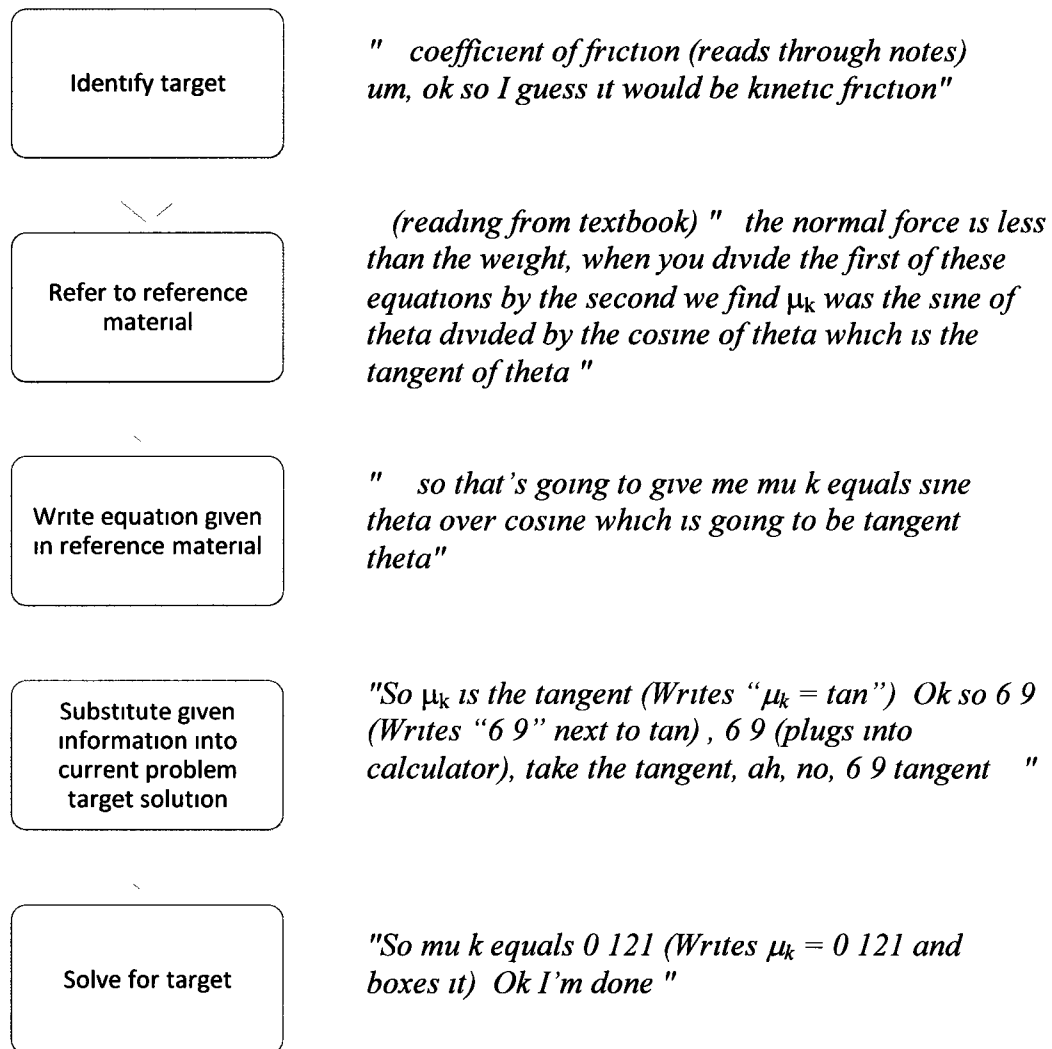 Identify target
" coefficient of friction (reads through notes)
um, ok so I guess it would be kinetic friction"
Refer to reference
material
(reading from textbook) " the normal force is less
than the weight, when you divide the first of these
equations by the second we find μk was the sine of
theta divided by the cosine of theta which is the
tangent of theta "
Write equation given
in reference material
" so that's going to give me mu k equals sine
theta over cosine which is going to be tangent
theta"
Substitute given
information into
current problem
target solution
"So μk is the tangent (Writes “μk = tan”) Ok so 6 9
(Writes “6 9” next to tan) , 6 9 (plugs into
calculator), take the tangent, ah, no, 6 9 tangent "
Solve for target
"So mu k equals 0 121 (Writes μk = 0 121 and
boxes it) Ok I'm done "